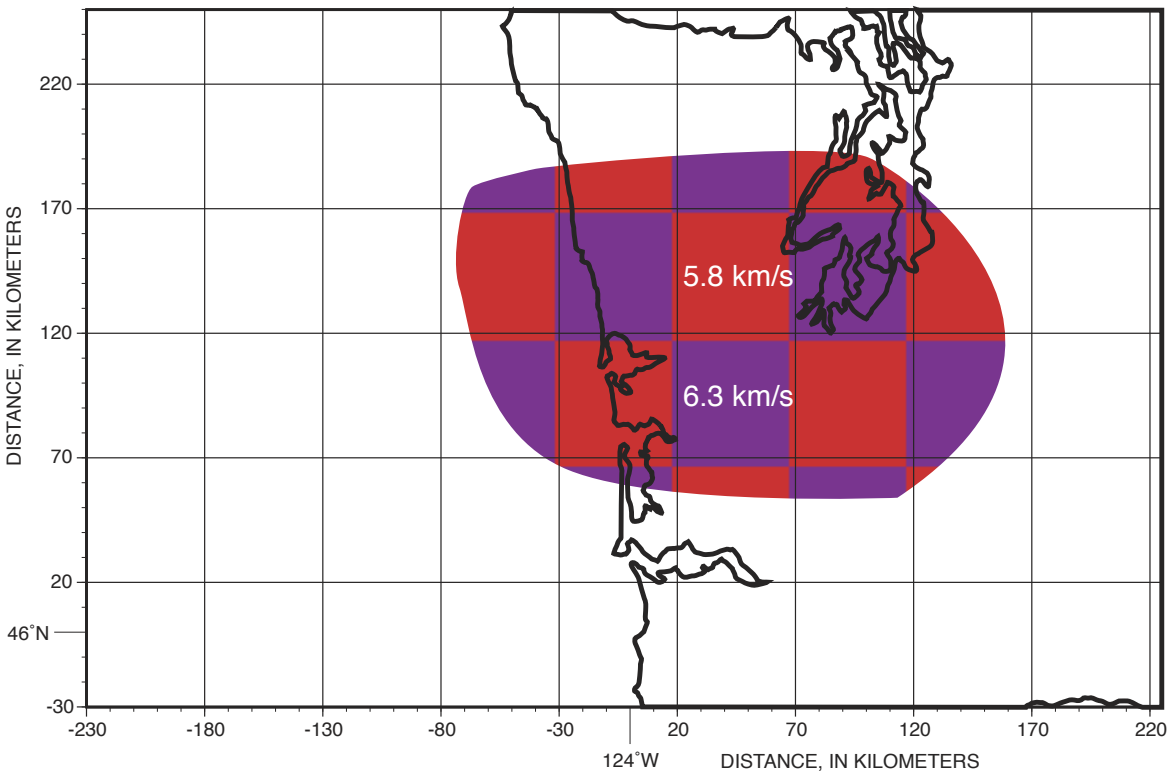 DISTANCE, IN KILOMETERS
220
170
120
70
20
46°N
-30
5.8 km/s
6.3 km/s
-230 -180 -130 -80 -30 20 70 120 170 220
124°W
DISTANCE, IN KILOMETERS